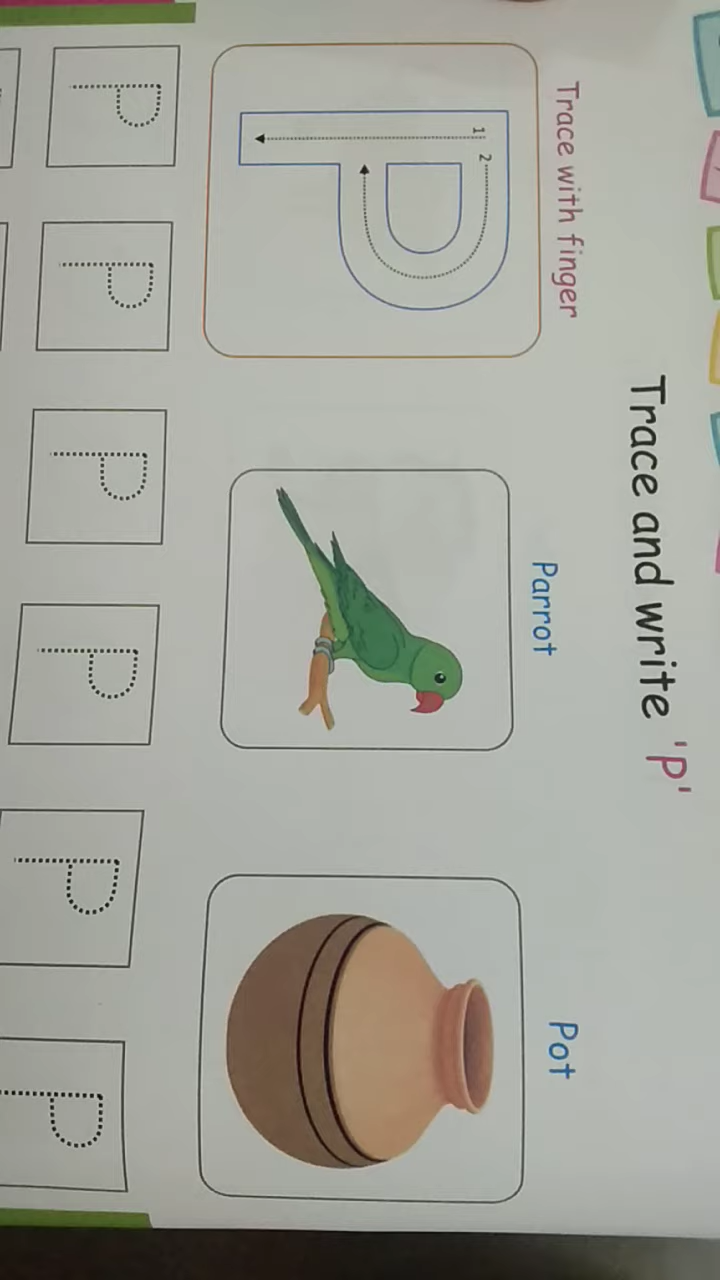 Trace and write 'P'
Trace with finger
Parrot
Pot
1
2
P P P P P P